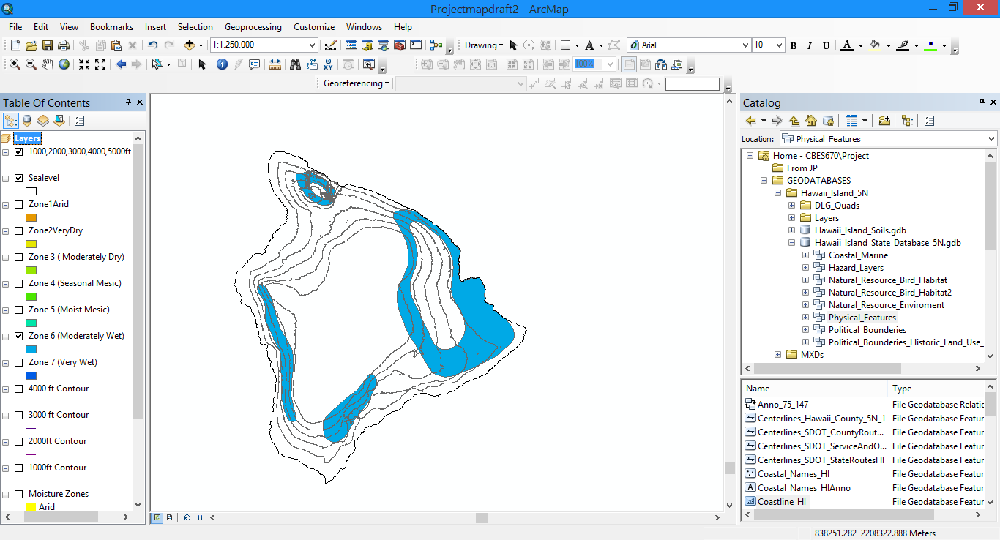 Projectmapdraft2 - ArcMap
File Edit View Bookmarks Insert Selection Geoprocessing Customize Windows Help
1:1,250,000 Drawing Arial 10 B I U A
100%
Georeferencing
Table Of Contents
Layers
1000,2000,3000,4000,5000ft
Sealevel
Zone1Arid
Zone2VeryDry
Zone 3 ( Moderately Dry)
Zone 4 (Seasonal Mesic)
Zone 5 (Moist Mesic)
Zone 6 (Moderately Wet)
Zone 7 (Very Wet)
4000 ft Contour
3000 ft Contour
2000ft Contour
1000ft Contour
Moisture Zones
Arid
Catalog
Location: Physical_Features
Home - CBES670\Project
From JP
GEODATABASES
Hawaii_Island_5N
DLG_Quads
Layers
Hawaii_Island_Soils.gdb
Hawaii_Island_State_Database_5N.gdb
Coastal_Marine
Hazard_Layers
Natural_Resource_Bird_Habitat
Natural_Resource_Bird_Habitat2
Natural_Resource_Enviroment
Physical_Features
Political_Bounderies
Political_Bounderies_Historic_Land_Use_
MXDs
Name Type
Anno_75_147 File Geodatabase Relatic
Centerlines_Hawaii_County_5N_1 File Geodatabase Featur
Centerlines_SDOT_CountyRout... File Geodatabase Featur
Centerlines_SDOT_ServiceAndO... File Geodatabase Featur
Centerlines_SDOT_StateRoutesHI File Geodatabase Featur
Coastal_Names_HI File Geodatabase Featur
Coastal_Names_HIAnno File Geodatabase Featur
Coastline_HI File Geodatabase Featur
838251.282 2208322.888 Meters